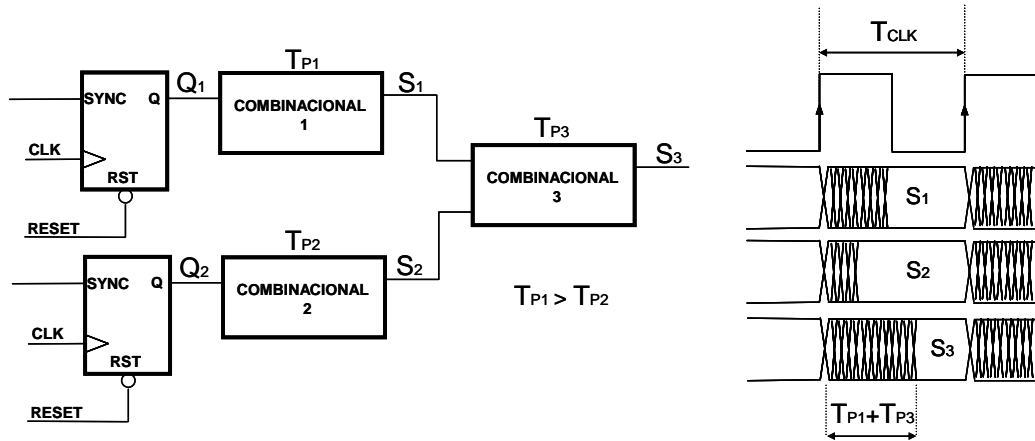 SYNC
Q
CLK
RST
RESET
Q1
TP1
COMBINACIONAL
1
S1
SYNC
Q
CLK
RST
RESET
Q2
TP2
COMBINACIONAL
2
S2
TP3
COMBINACIONAL
3
S3
TP1 > TP2
TCLK
S1
S2
S3
TP1+TP3